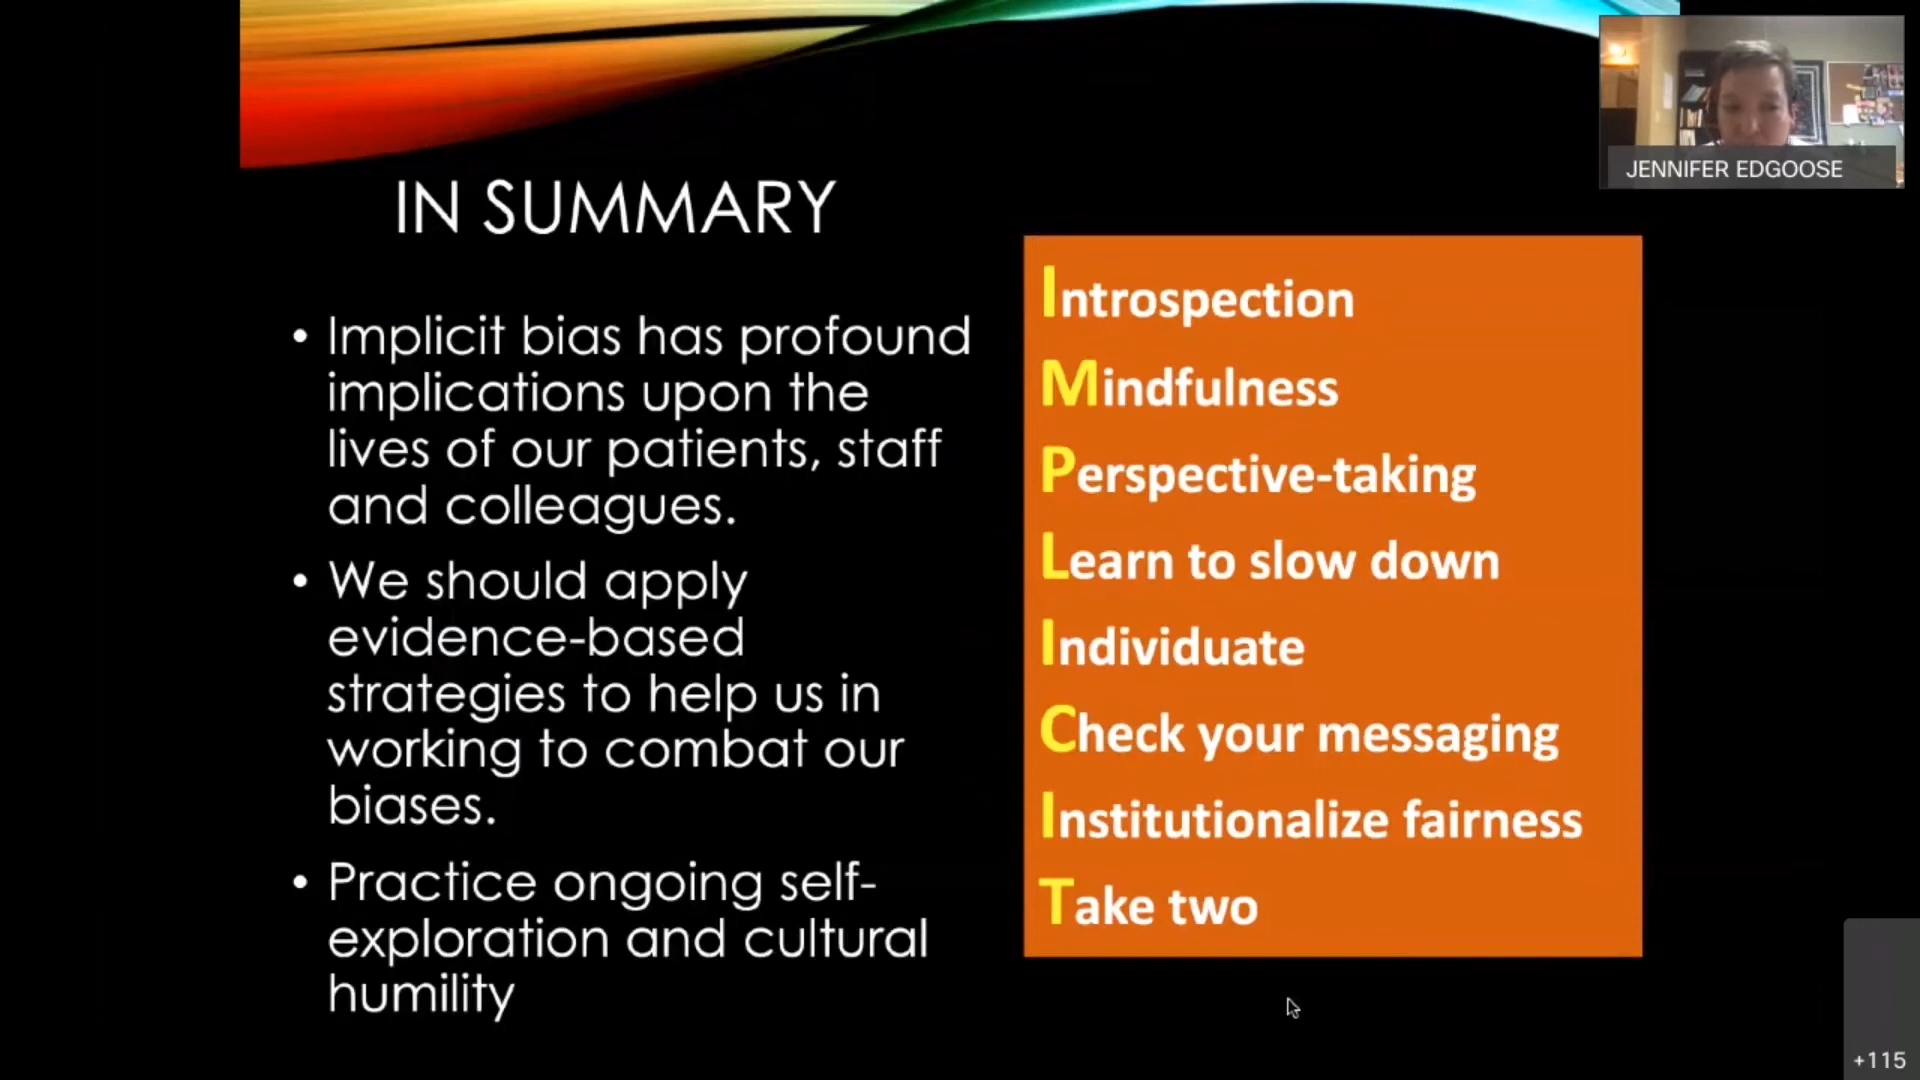 JENNIFER EDGOOSE
IN SUMMARY
• Implicit bias has profound
implications upon the
lives of our patients, staff
and colleagues.
• We should apply
evidence-based
strategies to help us in
working to combat our
biases.
• Practice ongoing self-
exploration and cultural
humility
Introspection
Mindfulness
Perspective-taking
Learn to slow down
Individuate
Check your messaging
Institutionalize fairness
Take two
+115